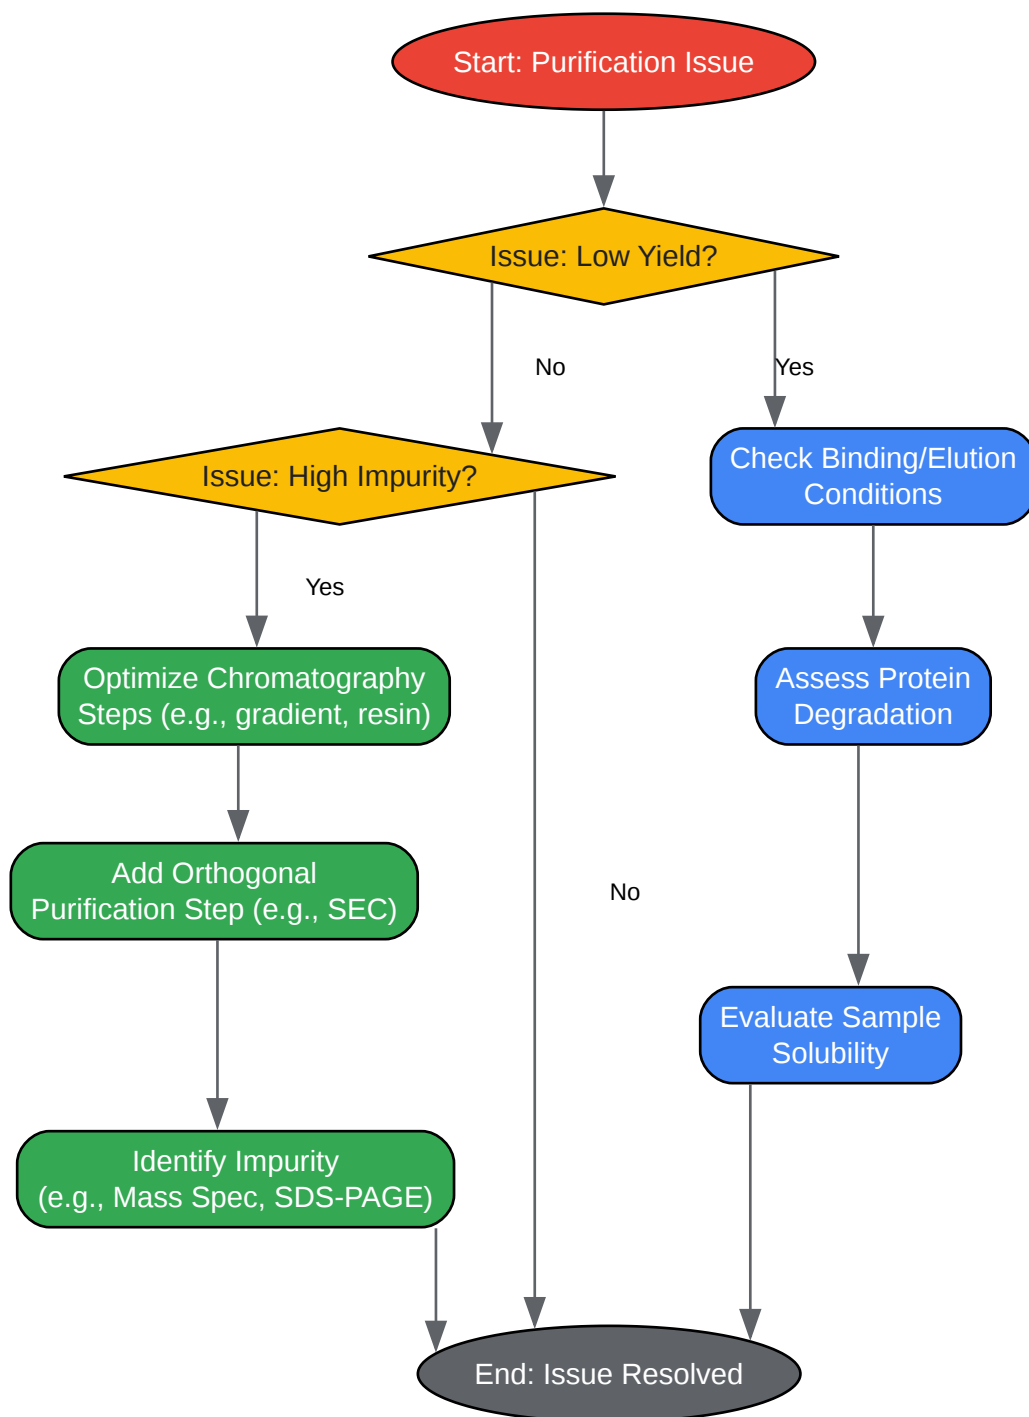 Start: Purification Issue
Issue: Low Yield?
No
Yes
Issue: High Impurity?
Check Binding/Elution
Conditions
Yes
Optimize Chromatography
Steps (e.g., gradient, resin)
Assess Protein
Degradation
Add Orthogonal
Purification Step (e.g., SEC)
No
Evaluate Sample
Solubility
Identify Impurity
(e.g., Mass Spec, SDS-PAGE)
End: Issue Resolved